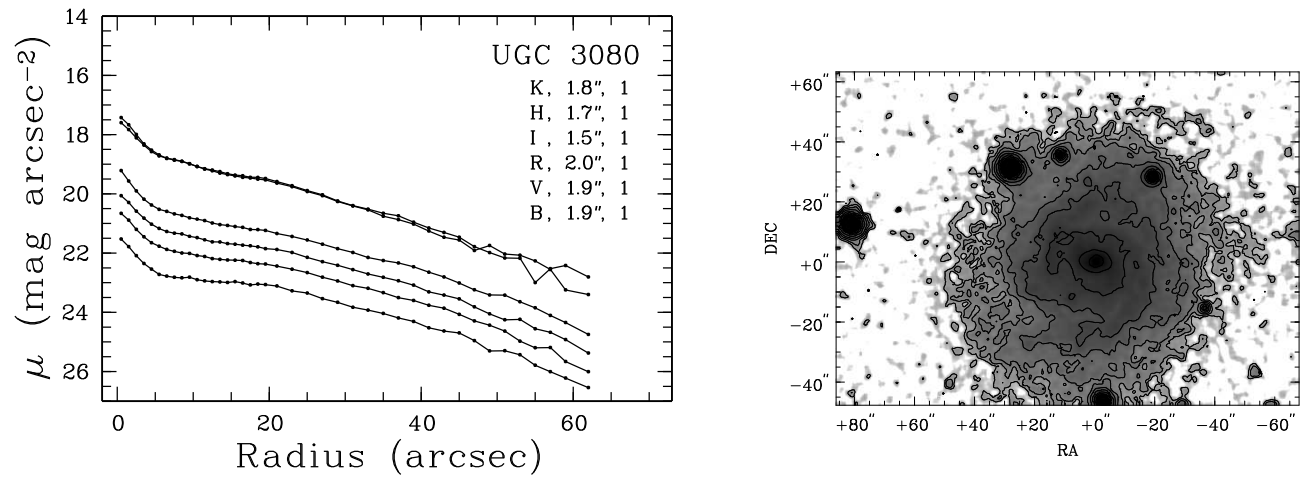 14
16
18
20
22
24
26
μ (mag arcsec⁻²)
UGC 3080
K, 1.8″, 1
H, 1.7″, 1
I, 1.5″, 1
R, 2.0″, 1
V, 1.9″, 1
B, 1.9″, 1
0 20 40 60
Radius (arcsec)
+60″
+40″
+20″
+0″
−20″
−40″
DEC
+80″ +60″ +40″ +20″ +0″ −20″ −40″ −60″
RA